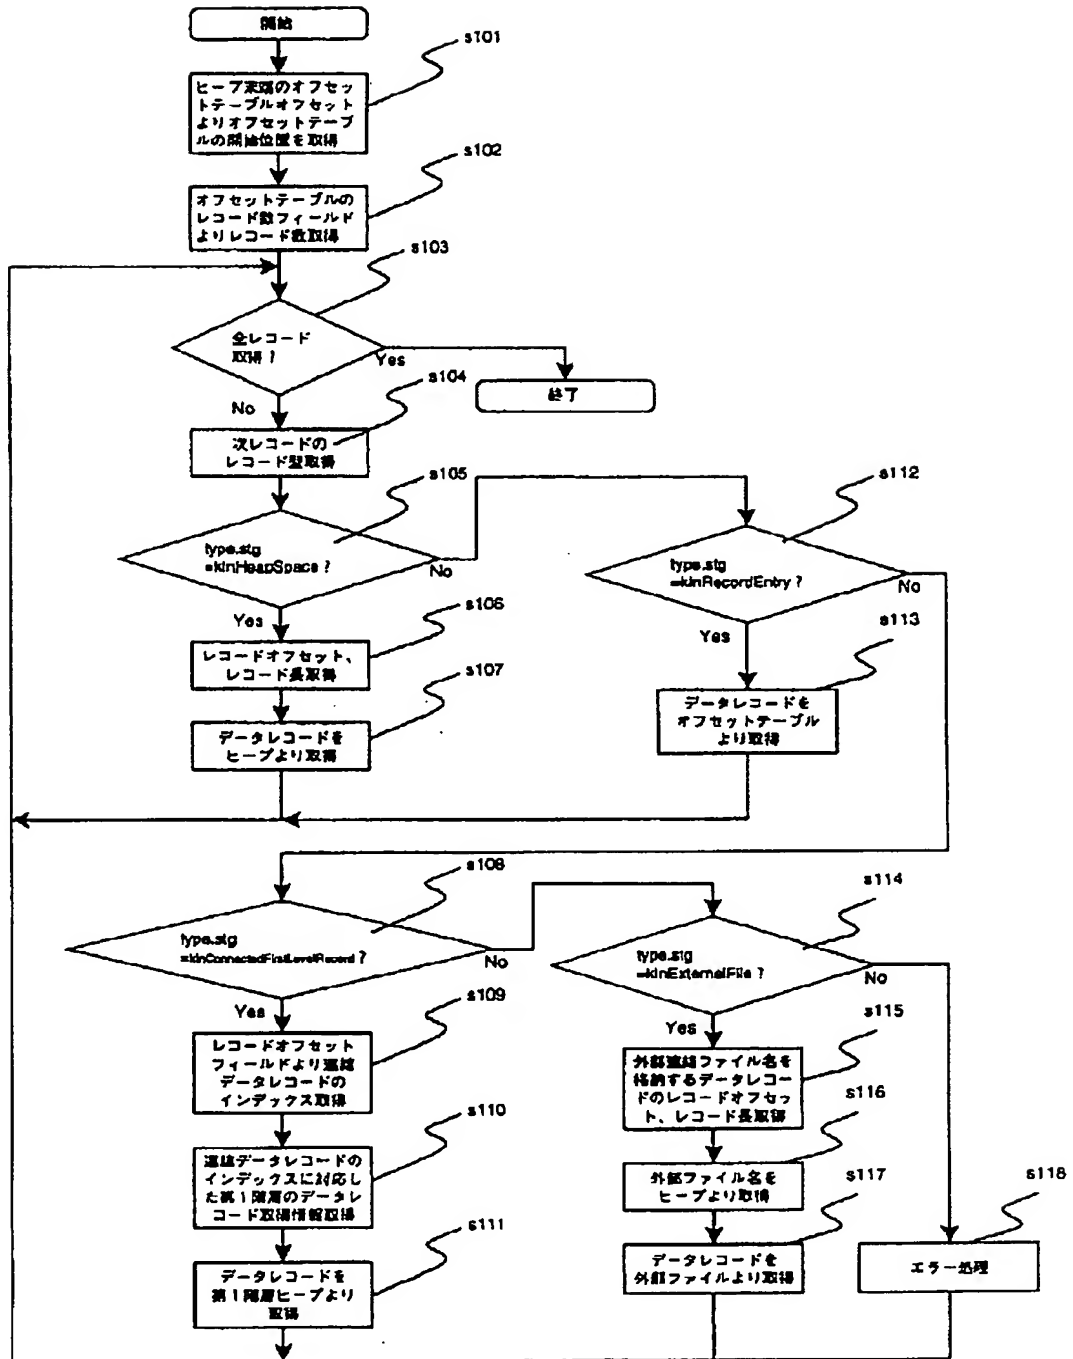 開始
s101
ヒープ末端のオフセッ
トテーブルオフセット
よりオフセットテーブ
ルの開始位置を取得
s102
オフセットテーブルの
レコード数フィールド
よりレコード数取得
s103
全レコード
取得?
Yes
終了
No
s104
次レコードの
レコード型取得
s105
type.stg
=kInHeapSpace ?
No
Yes
s106
レコードオフセット、
レコード長取得
s107
データレコードを
ヒープより取得
s112
type.stg
=kInRecordEntry ?
No
Yes
s113
データレコードを
オフセットテーブル
より取得
s108
type.stg
=kInConnectedFirstLevelRecord ?
No
Yes
s109
レコードオフセット
フィールドより連結
データレコードの
インデックス取得
s110
連結データレコードの
インデックスに対応し
た第1階層のデータレ
コード取得情報取得
s111
データレコードを
第1階層ヒープより
取得
s114
type.stg
=kInExternalFile ?
No
Yes
s115
外部連結ファイル名を
格納するデータレコー
ドのレコードオフセッ
ト、レコード長取得
s116
外部ファイル名を
ヒープより取得
s117
データレコードを
外部ファイルより取得
s118
エラー処理